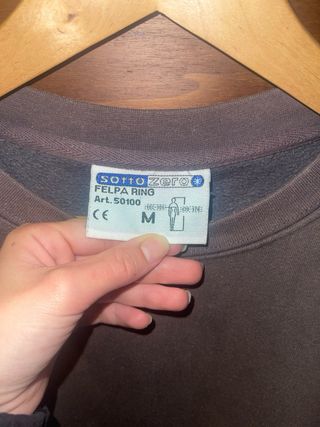 SOTTO ZERO
FELPA RING
Art. 50100
CE
M